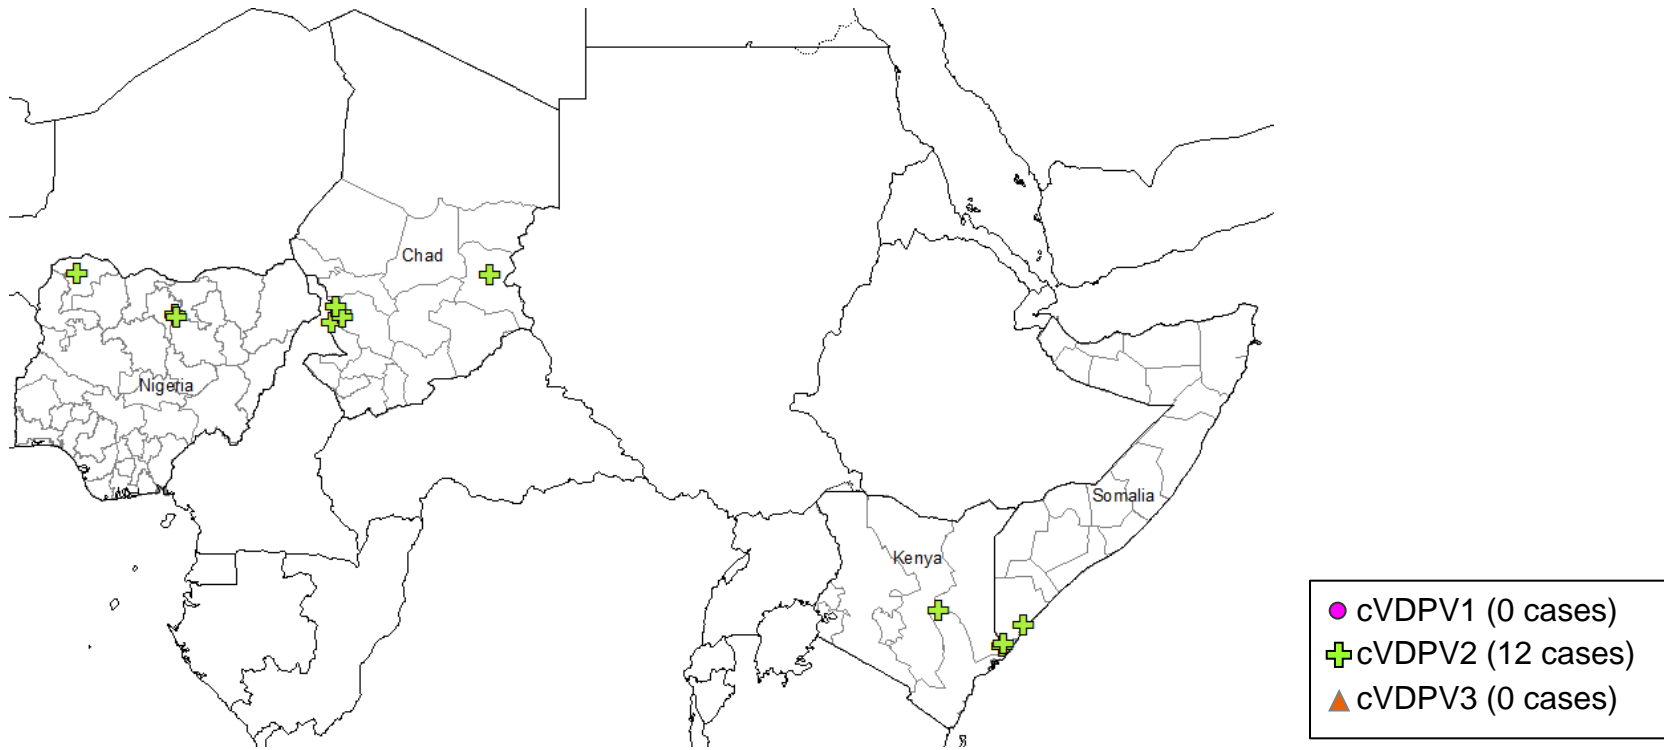 Chad
Nigeria
Somalia
Kenya
cVDPV1 (0 cases)
cVDPV2 (12 cases)
cVDPV3 (0 cases)